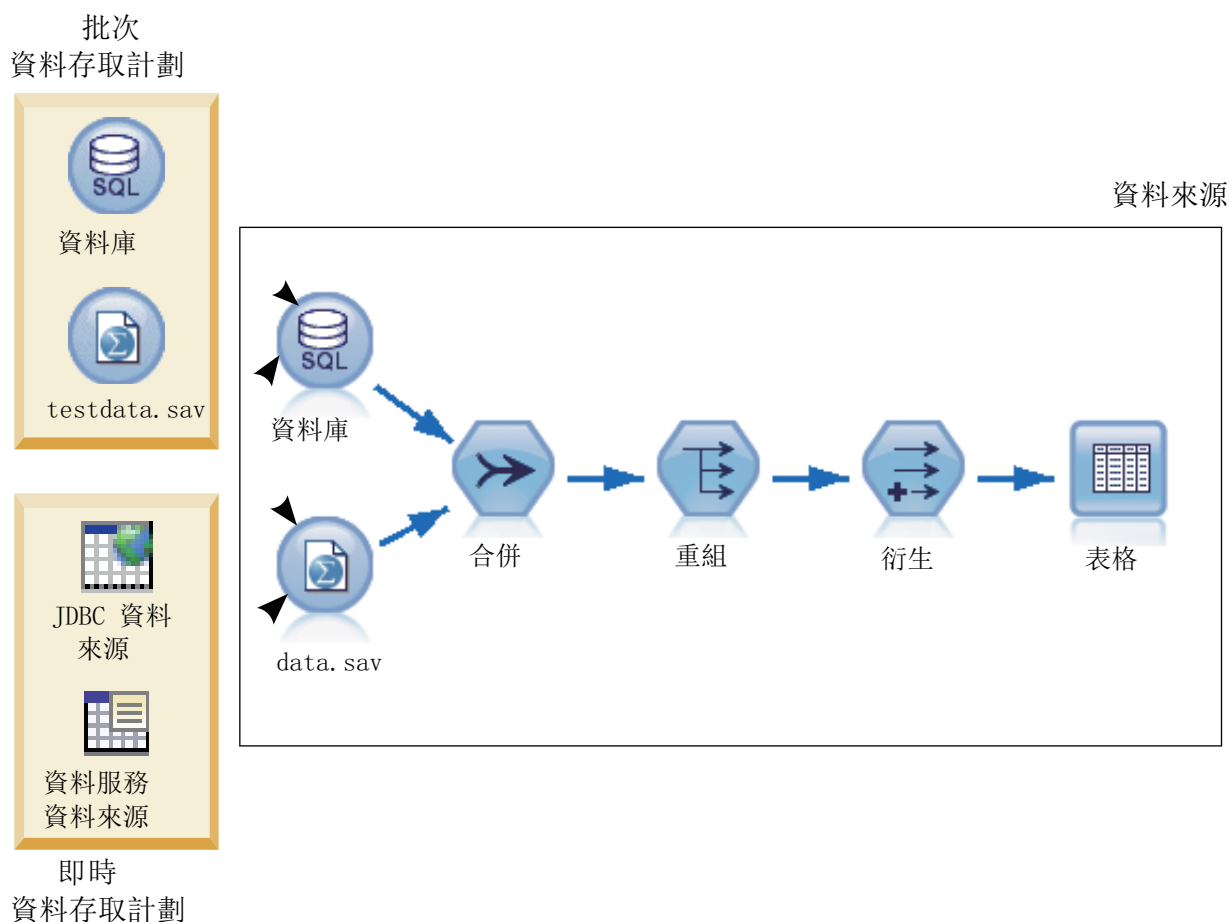 批次
資料存取計劃
SQL
資料庫
testdata.sav
JDBC 資料
來源
資料服務
資料來源
即時
資料存取計劃
資料來源
SQL
資料庫
Σ
data.sav
合併
重組
衍生
表格